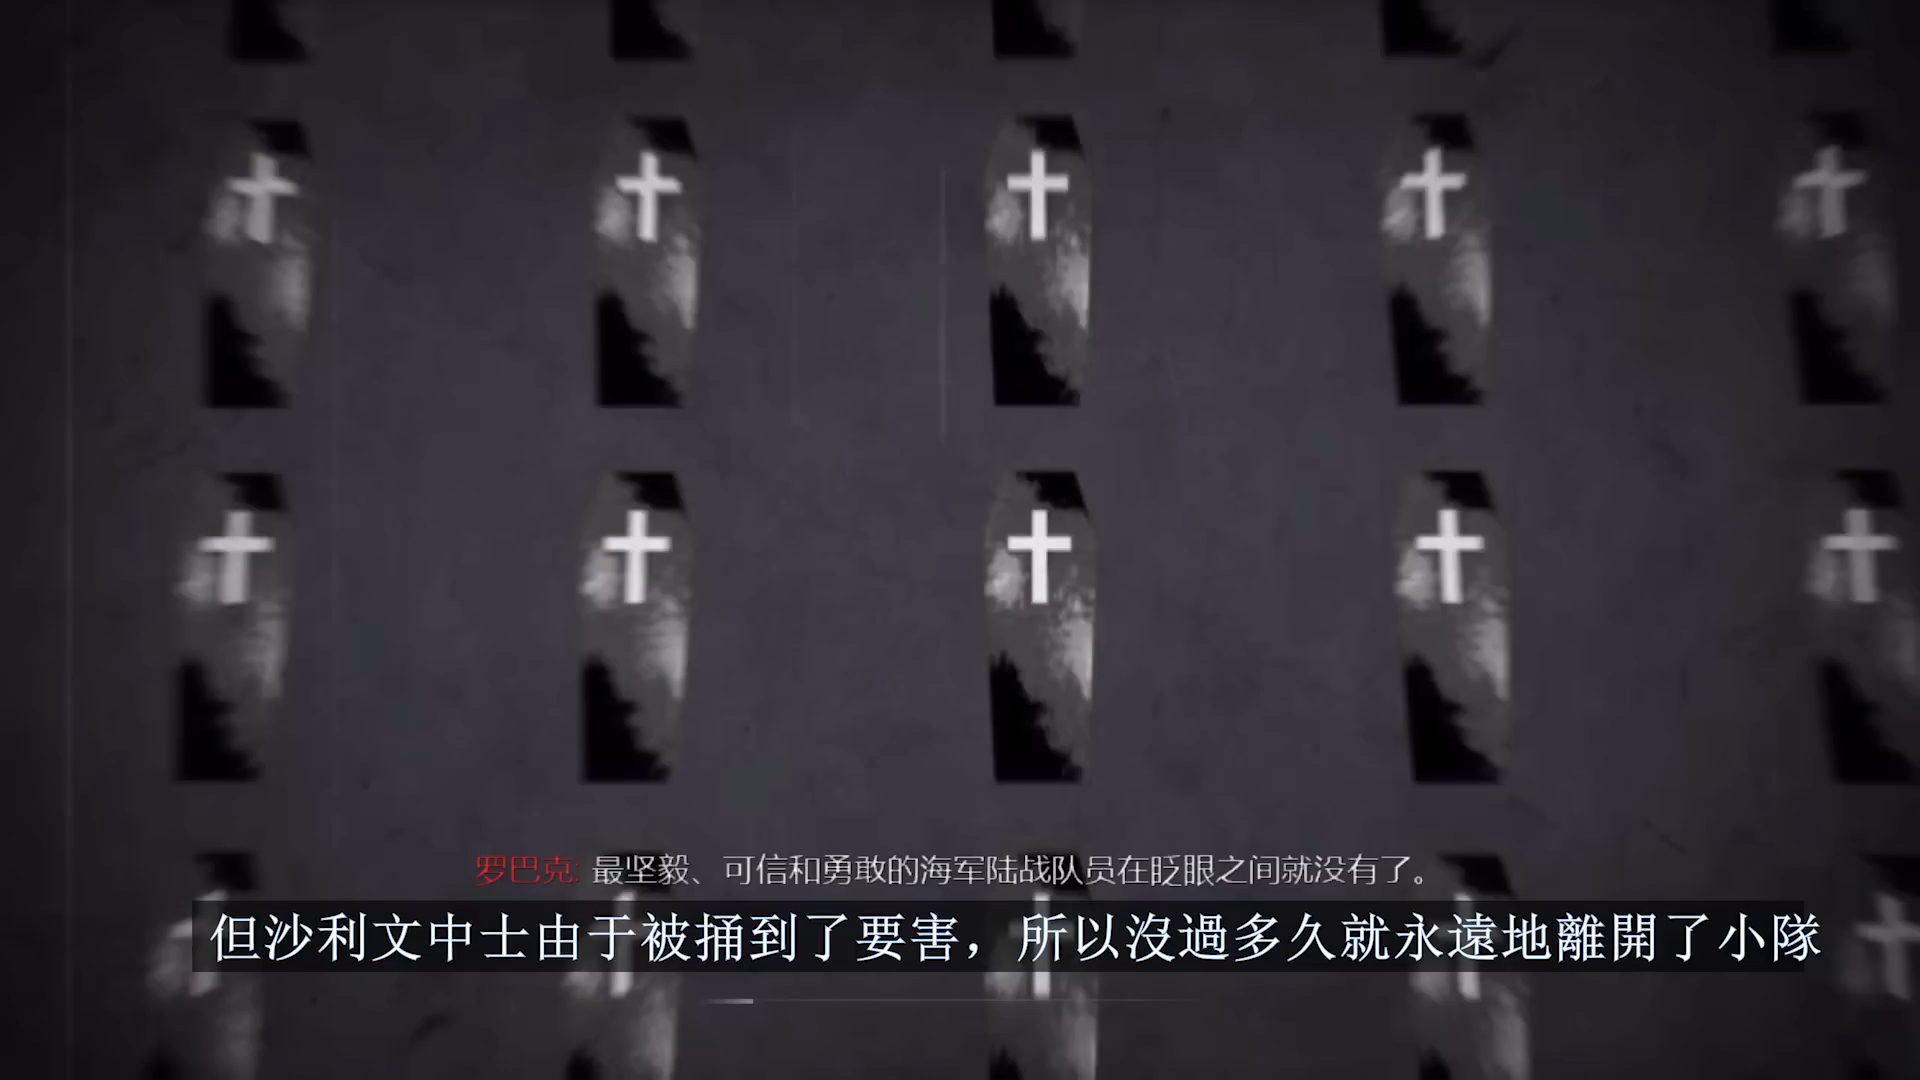 罗巴克: 最坚毅、可信和勇敢的海军陆战队员在眨眼之间就没有了。
但沙利文中士由于被捅到了要害，所以沒過多久就永遠地離開了小隊